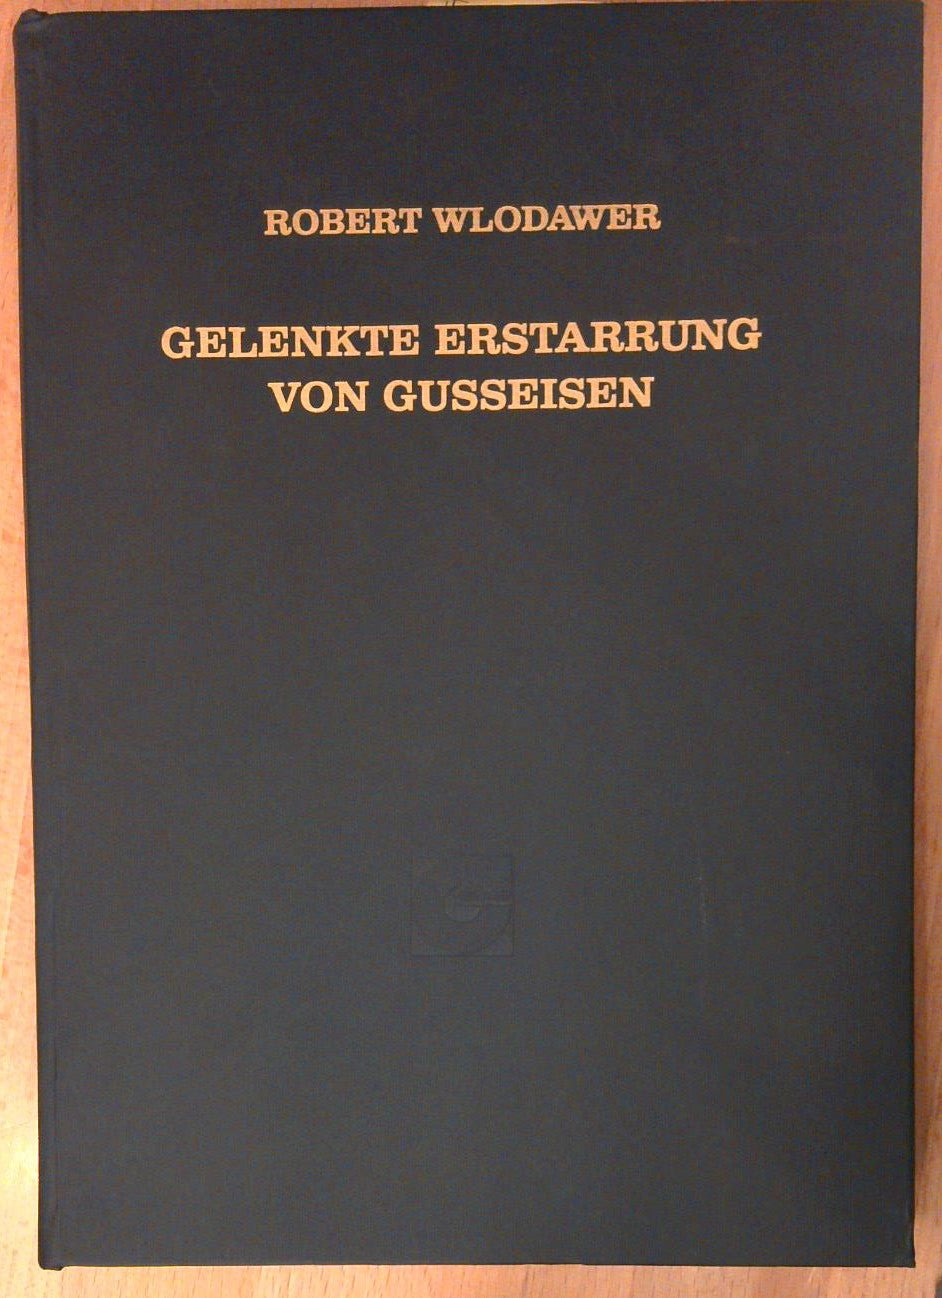 ROBERT WLODAWER
GELENKTE ERSTARRUNG
VON GUSSEISEN